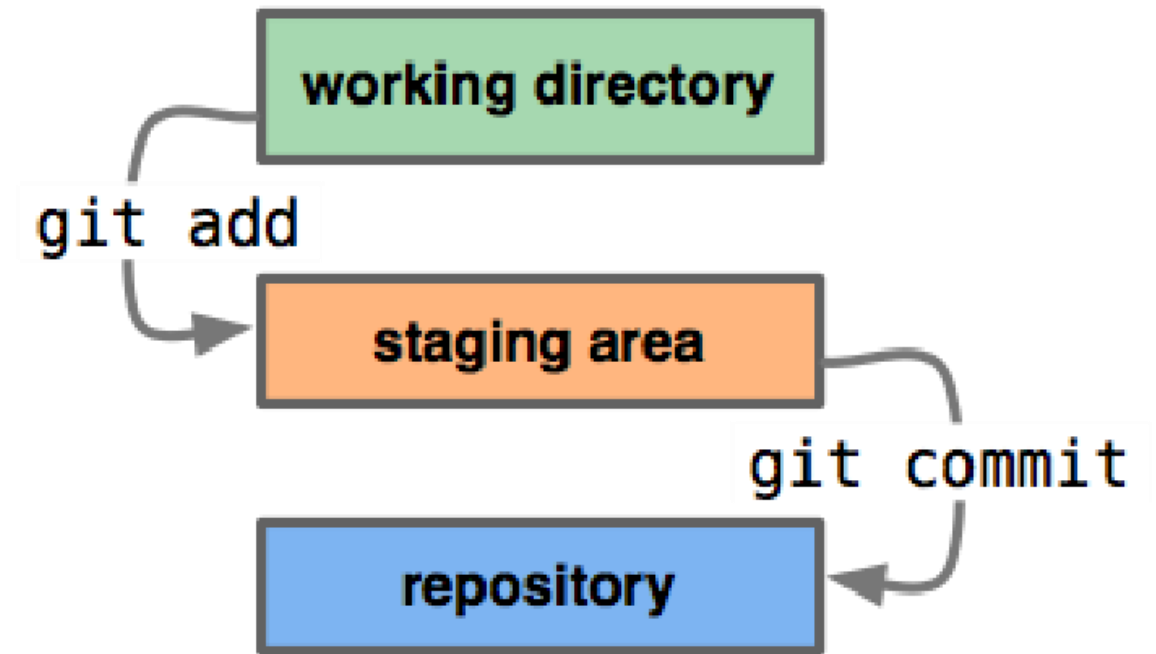 working directory
git add
staging area
git commit
repository